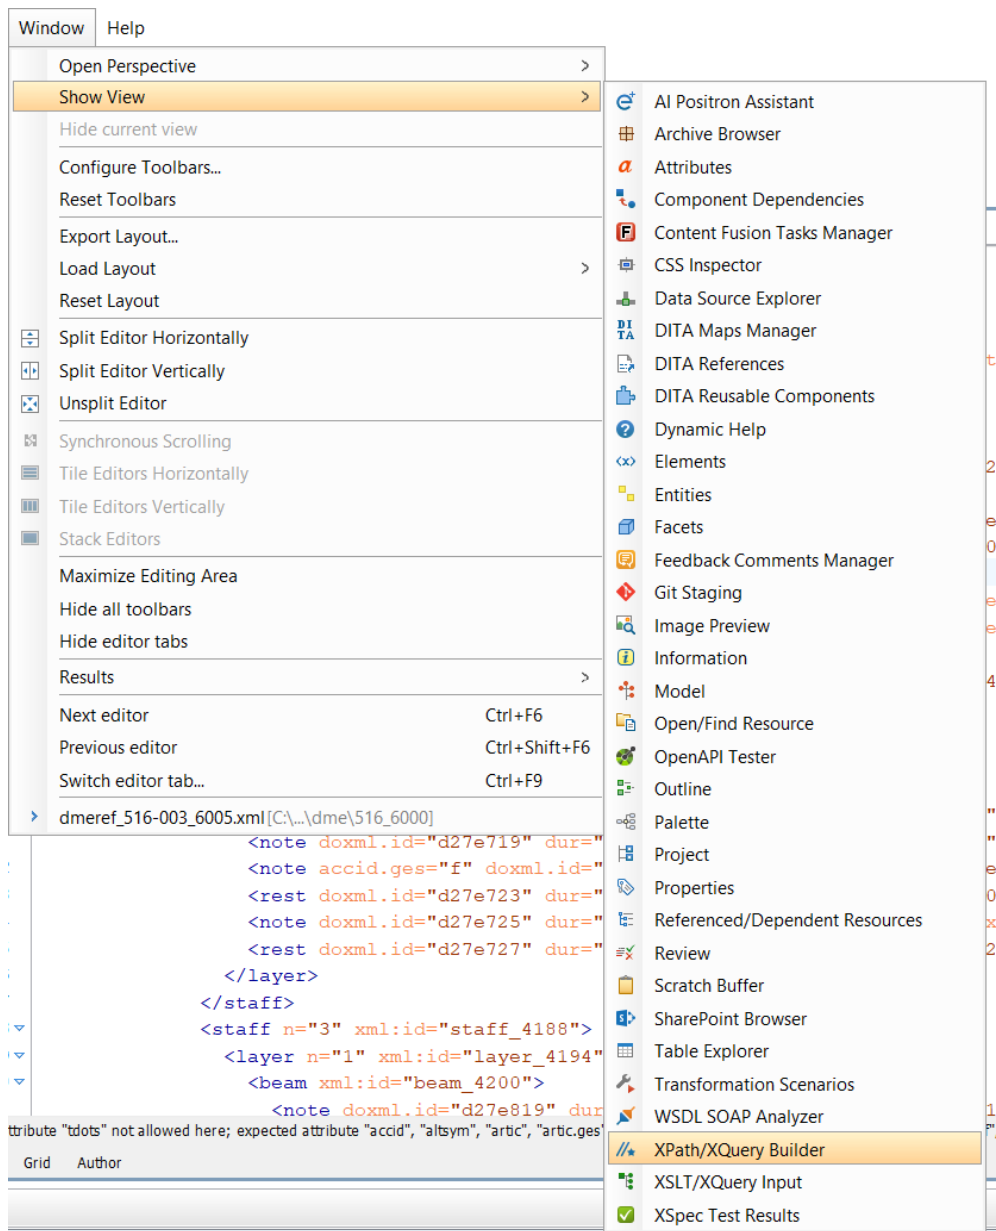 Window Help
Open Perspective >
Show View >
Hide current view
Configure Toolbars...
Reset Toolbars
Export Layout...
Load Layout >
Reset Layout
Split Editor Horizontally
Split Editor Vertically
Unsplit Editor
Synchronous Scrolling
Tile Editors Horizontally
Tile Editors Vertically
Stack Editors
Maximize Editing Area
Hide all toolbars
Hide editor tabs
Results >
Next editor Ctrl+F6
Previous editor Ctrl+Shift+F6
Switch editor tab... Ctrl+F9
dmeref_516-003_6005.xml [C:\...\dme\516_6000]
AI Positron Assistant
Archive Browser
Attributes
Component Dependencies
Content Fusion Tasks Manager
CSS Inspector
Data Source Explorer
DITA Maps Manager
DITA References
DITA Reusable Components
Dynamic Help
Elements
Entities
Facets
Feedback Comments Manager
Git Staging
Image Preview
Information
Model
Open/Find Resource
OpenAPI Tester
Outline
Palette
Project
Properties
Referenced/Dependent Resources
Review
Scratch Buffer
SharePoint Browser
Table Explorer
Transformation Scenarios
WSDL SOAP Analyzer
XPath/XQuery Builder
XSLT/XQuery Input
XSpec Test Results
<note doxml.id="d27e719" dur="
<note accid.ges="f" doxml.id="
<rest doxml.id="d27e723" dur="
<note doxml.id="d27e725" dur="
<rest doxml.id="d27e727" dur="
</layer>
</staff>
<staff n="3" xml:id="staff_4188">
<layer n="1" xml:id="layer_4194"
<beam xml:id="beam_4200">
<note doxml.id="d27e819" dur
ttribute "tdots" not allowed here; expected attribute "accid", "altsym", "artic", "artic.ges"
Grid Author